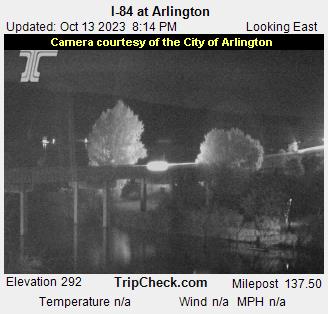 I-84 at Arlington
Updated: Oct 13 2023 8:14 PM Looking East
Camera courtesy of the City of Arlington
Elevation 292 TripCheck.com Milepost 137.50
Temperature n/a Wind n/a MPH n/a